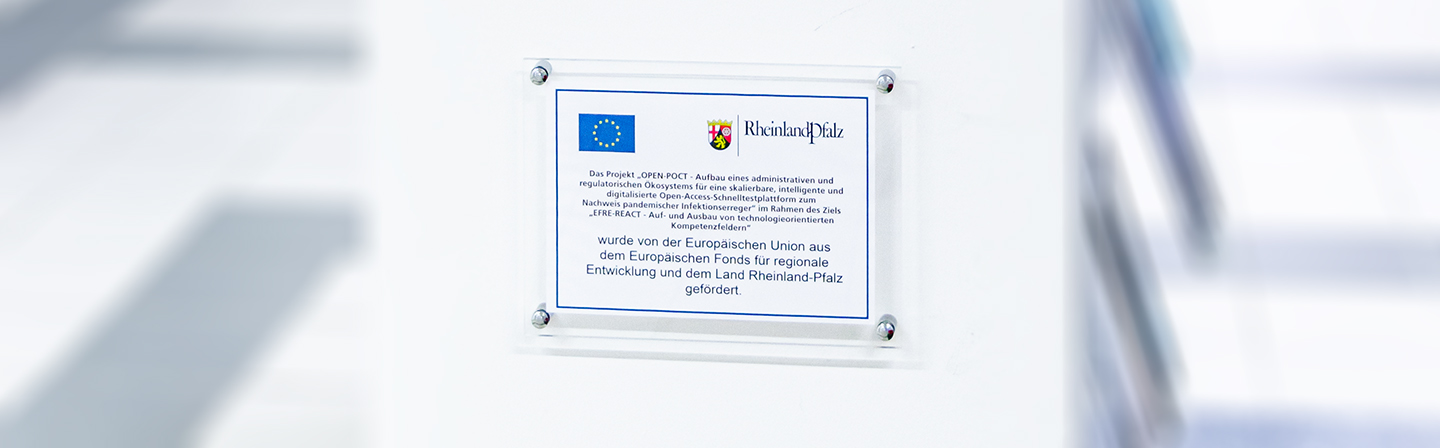 RheinlandPfalz
Das Projekt „OPEN-POCT - Aufbau eines administrativen und
regulatorischen Ökosystems für eine skalierbare, intelligente und
digitalisierte Open-Access-Schnelltestplattform zum
Nachweis pandemischer Infektionserreger" im Rahmen des Ziels
„EFRE-REACT - Auf- und Ausbau von technologieorientierten
Kompetenzfeldern"
wurde von der Europäischen Union aus
dem Europäischen Fonds für regionale
Entwicklung und dem Land Rheinland-Pfalz
gefördert.